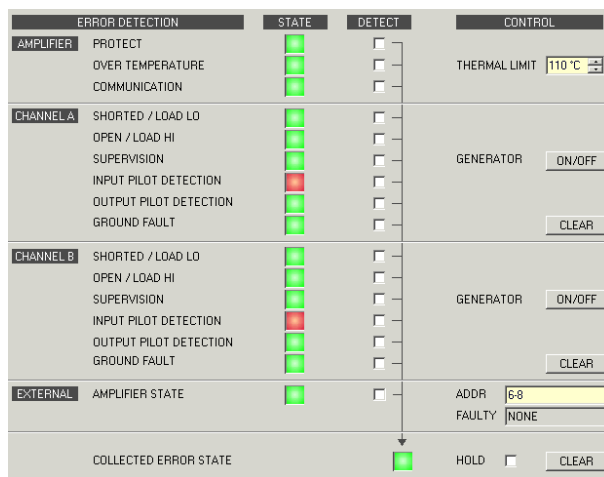 ERROR DETECTION STATE DETECT CONTROL
AMPLIFIER PROTECT
OVER TEMPERATURE THERMAL LIMIT 110 °C
COMMUNICATION
CHANNEL A SHORTED / LOAD LO
OPEN / LOAD HI
SUPERVISION GENERATOR ON/OFF
INPUT PILOT DETECTION
OUTPUT PILOT DETECTION
GROUND FAULT CLEAR
CHANNEL B SHORTED / LOAD LO
OPEN / LOAD HI
SUPERVISION GENERATOR ON/OFF
INPUT PILOT DETECTION
OUTPUT PILOT DETECTION
GROUND FAULT CLEAR
EXTERNAL AMPLIFIER STATE ADDR 6-8
FAULTY NONE
COLLECTED ERROR STATE HOLD CLEAR